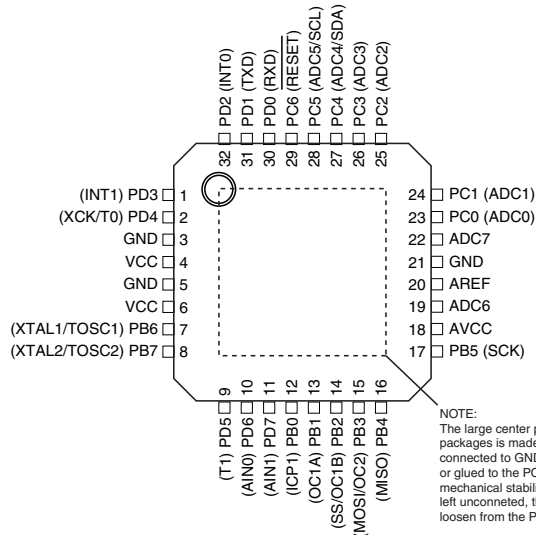 32 PD2 (INT0)
31 PD1 (TXD)
30 PD0 (RXD)
29 PC6 (RESET)
28 PC5 (ADC5/SCL)
27 PC4 (ADC4/SDA)
26 PC3 (ADC3)
25 PC2 (ADC2)
(INT1) PD3 1
(XCK/T0) PD4 2
GND 3
VCC 4
GND 5
VCC 6
(XTAL1/TOSC1) PB6 7
(XTAL2/TOSC2) PB7 8
24 PC1 (ADC1)
23 PC0 (ADC0)
22 ADC7
21 GND
20 AREF
19 ADC6
18 AVCC
17 PB5 (SCK)
(T1) PD5 9
(AIN0) PD6 10
(AIN1) PD7 11
(ICP1) PB0 12
(OC1A) PB1 13
(SS/OC1B) PB2 14
(MOSI/OC2) PB3 15
(MISO) PB4 16
NOTE:
The large center
packages is made
connected to GND
or glued to the
mechanical
left unconneted,
loosen from the